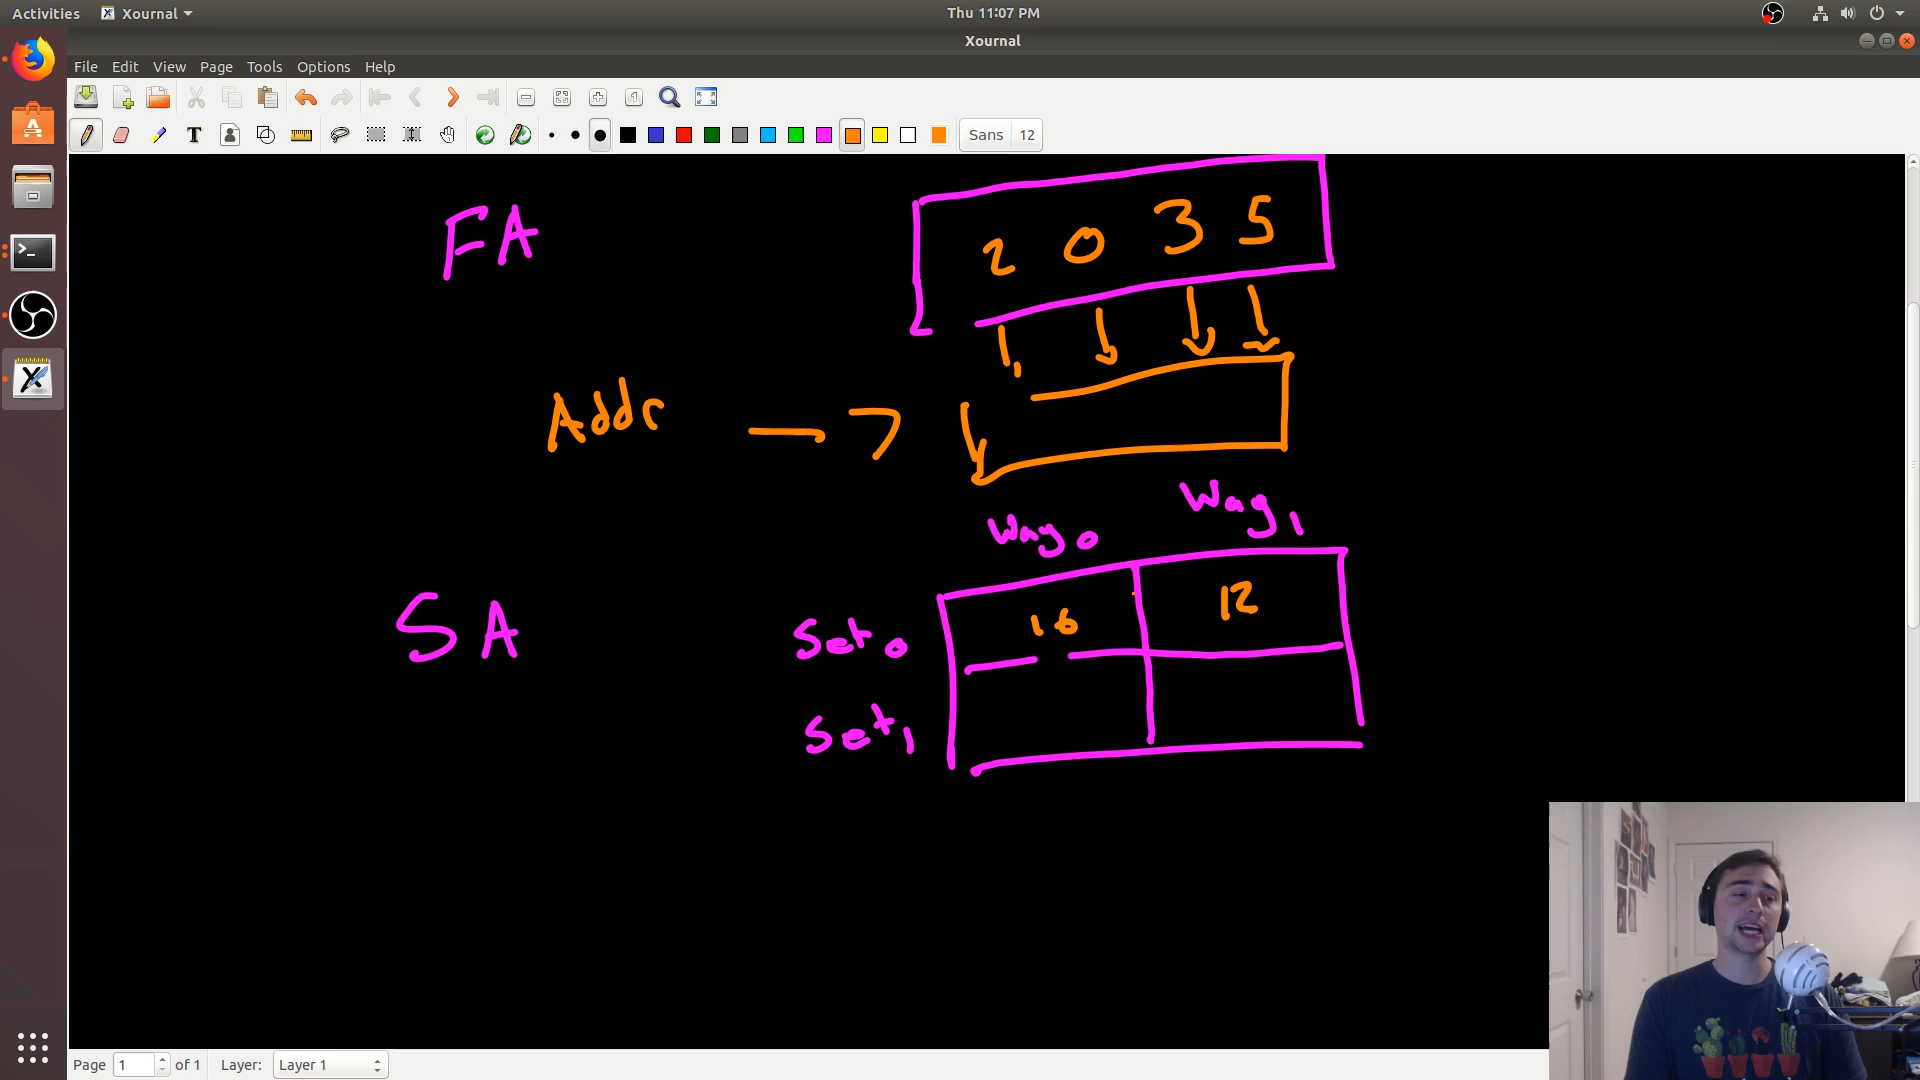 Activities Xournal Thu 11:07 PM
Xournal
File Edit View Page Tools Options Help
Sans 12
FA
2 0 3 5
Addr
Way 0 Way 1
SA
Set 0 16 12
Set 1
Page 1 of 1 Layer: Layer 1